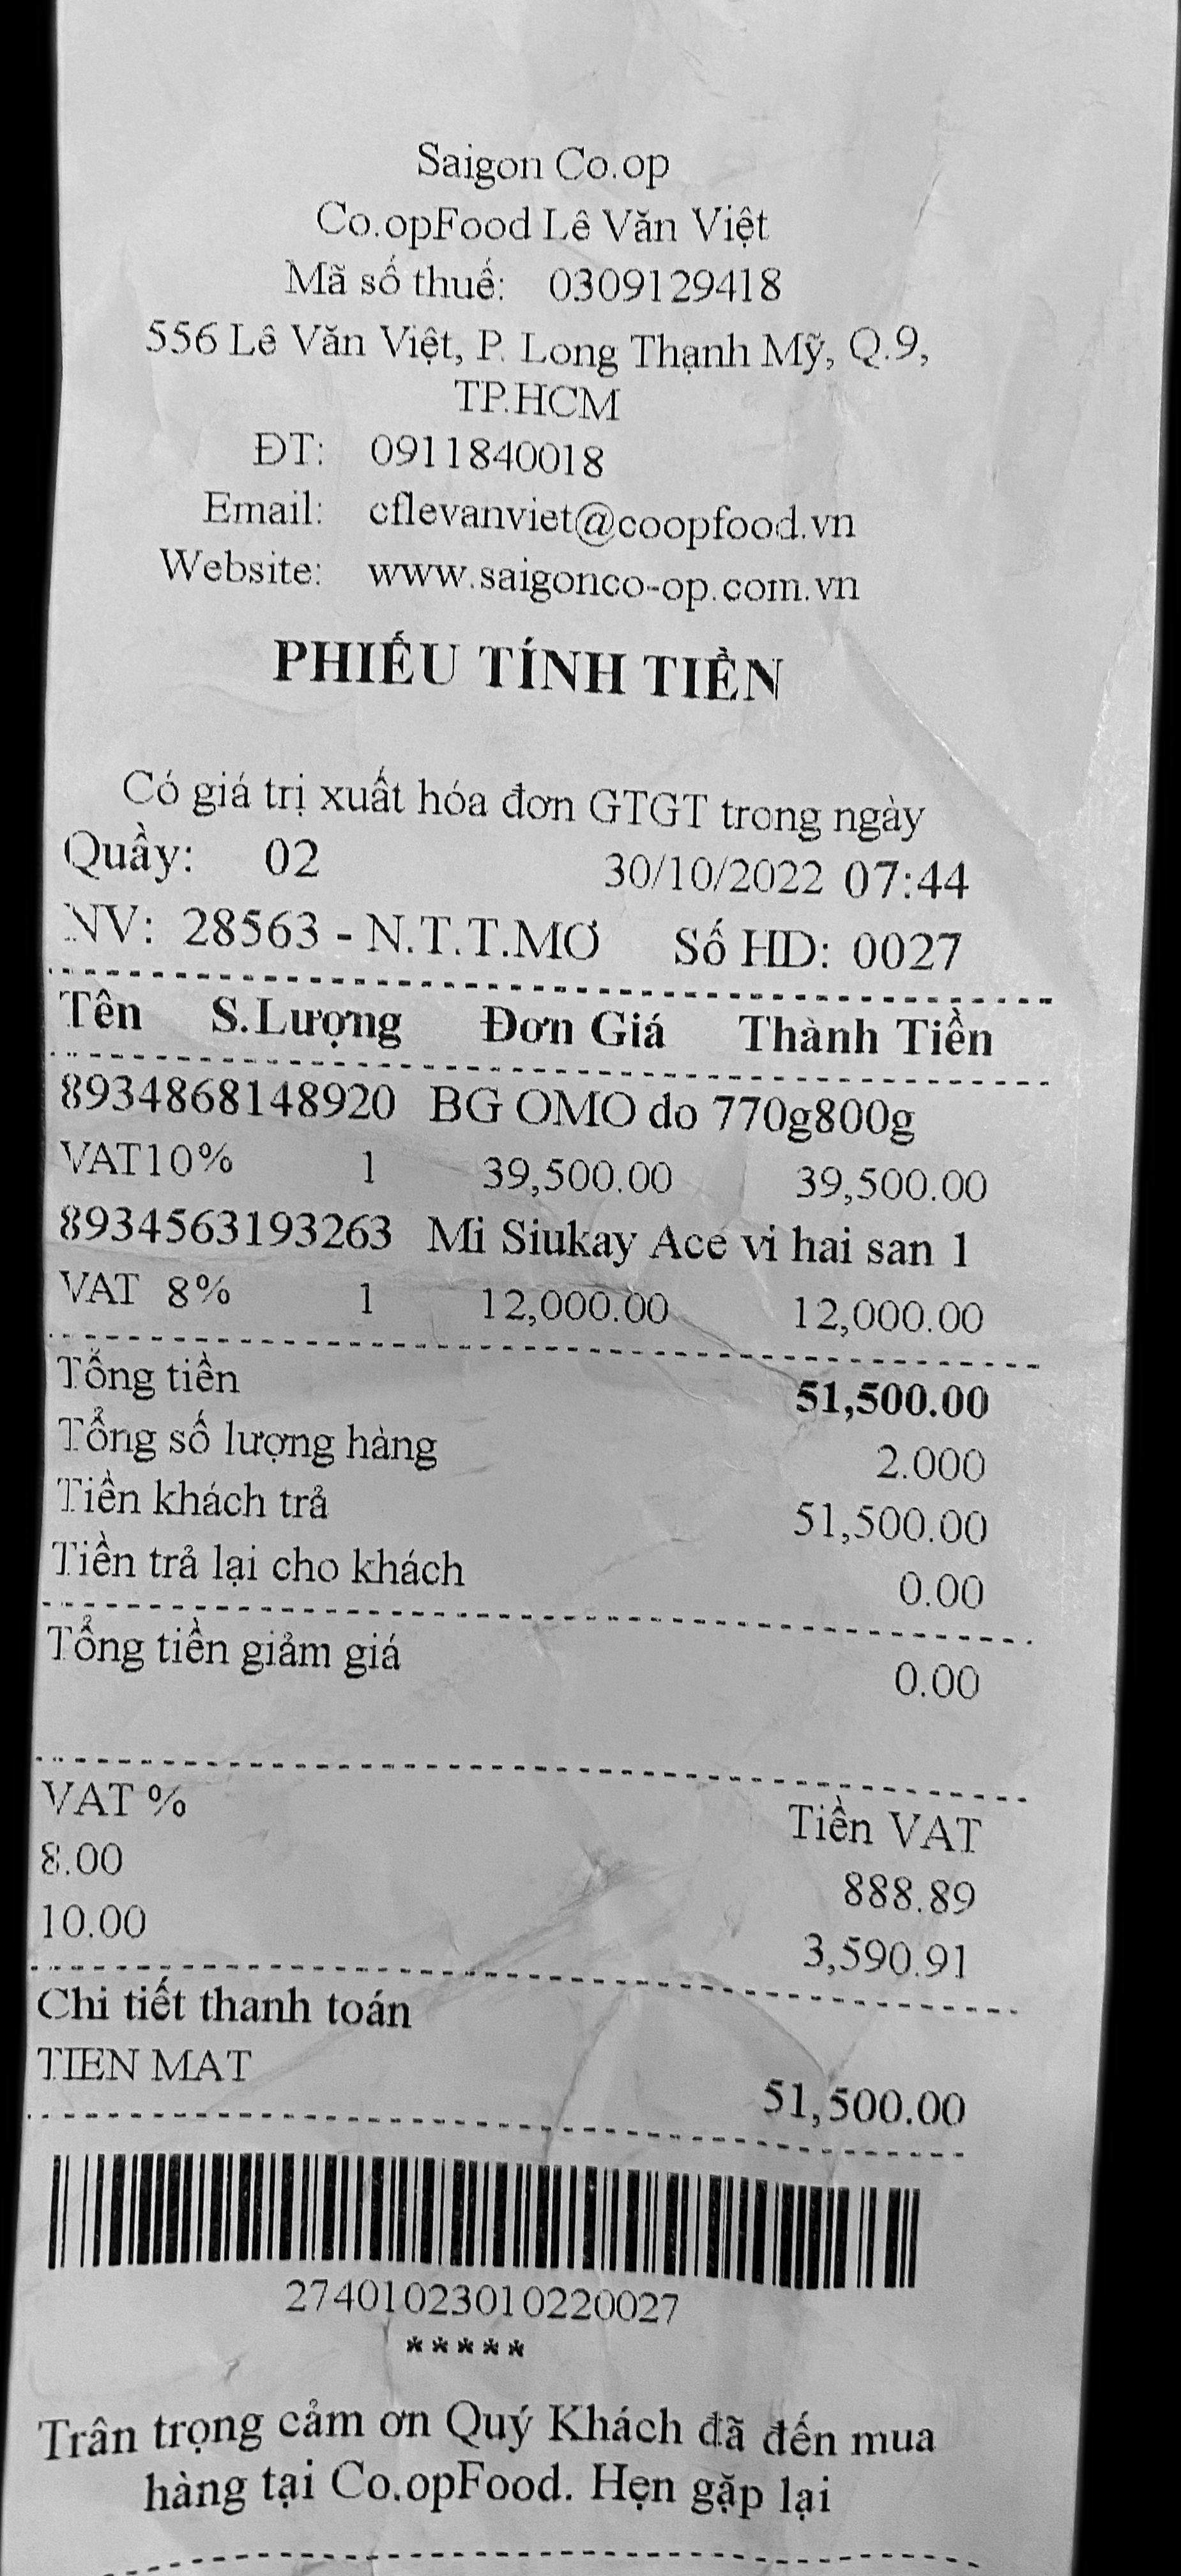 Saigon Co.op
Co.opFood Lê Văn Việt
Mã số thuế: 0309129418
556 Lê Văn Việt, P. Long Thạnh Mỹ, Q.9,
TP.HCM
ĐT: 0911840018
Email: cflevanviet@coopfood.vn
Website: www.saigonco-op.com.vn
PHIẾU TÍNH TIỀN
Có giá trị xuất hóa đơn GTGT trong ngày
Quầy: 02 30/10/2022 07:44
NV: 28563 - N.T.T.MƠ Số HD: 0027
Tên S.Lượng Đơn Giá Thành Tiền
8934868148920 BG OMO do 770g800g
VAT10% 1 39,500.00 39,500.00
8934563193263 Mi Siukay Ace vi hai san 1
VAT 8% 1 12,000.00 12,000.00
Tổng tiền 51,500.00
Tổng số lượng hàng 2.000
Tiền khách trả 51,500.00
Tiền trả lại cho khách 0.00
Tổng tiền giảm giá 0.00
VAT % Tiền VAT
8.00 888.89
10.00 3,590.91
Chi tiết thanh toán
TIEN MAT 51,500.00
27401023010220027
*****
Trân trọng cảm ơn Quý Khách đã đến mua
hàng tại Co.opFood. Hẹn gặp lại